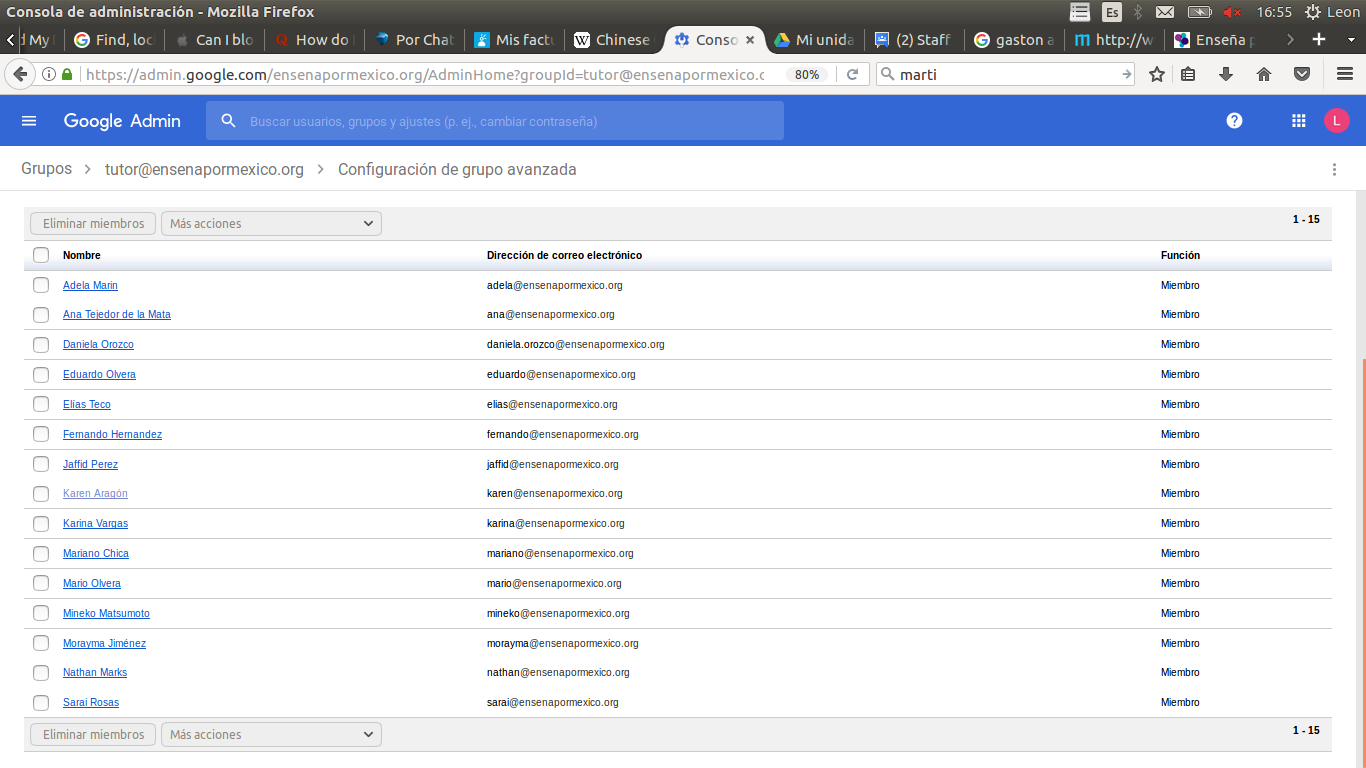 Consola de administración - Mozilla Firefox
Es
16:55
Leon
d My
Find, loc
Can I blo
How do
Por Chat
Mis factu
Chinese
Conso
Mi unida
(2) Staff
gaston a
http://w
Enseña p
https://admin.google.com/ensenapormexico.org/AdminHome?groupId=tutor@ensenapormexico.o
80%
marti
Google Admin
Buscar usuarios, grupos y ajustes (p. ej., cambiar contraseña)
L
Grupos > tutor@ensenapormexico.org > Configuración de grupo avanzada
Eliminar miembros
Más acciones
1 - 15
Nombre Dirección de correo electrónico Función
Adela Marin adela@ensenapormexico.org Miembro
Ana Tejedor de la Mata ana@ensenapormexico.org Miembro
Daniela Orozco daniela.orozco@ensenapormexico.org Miembro
Eduardo Olvera eduardo@ensenapormexico.org Miembro
Elías Teco elias@ensenapormexico.org Miembro
Fernando Hernandez fernando@ensenapormexico.org Miembro
Jaffid Perez jaffid@ensenapormexico.org Miembro
Karen Aragón karen@ensenapormexico.org Miembro
Karina Vargas karina@ensenapormexico.org Miembro
Mariano Chica mariano@ensenapormexico.org Miembro
Mario Olvera mario@ensenapormexico.org Miembro
Mineko Matsumoto mineko@ensenapormexico.org Miembro
Morayma Jiménez morayma@ensenapormexico.org Miembro
Nathan Marks nathan@ensenapormexico.org Miembro
Sarai Rosas sarai@ensenapormexico.org Miembro
Eliminar miembros
Más acciones
1 - 15